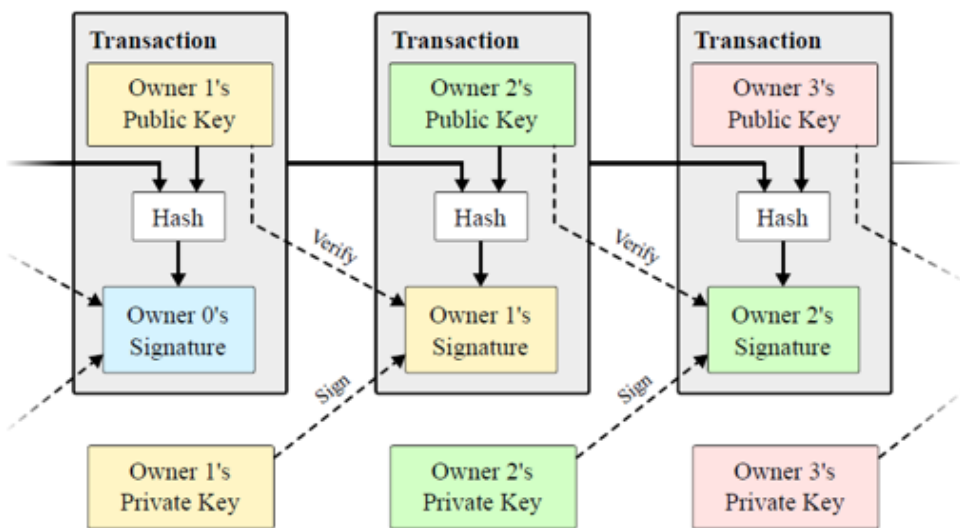 Transaction
Owner 1's
Public Key
Hash
Owner 0's
Signature
Transaction
Owner 2's
Public Key
Hash
Verify
Owner 1's
Signature
Sign
Transaction
Owner 3's
Public Key
Hash
Verify
Owner 2's
Signature
Sign
Owner 1's
Private Key
Owner 2's
Private Key
Owner 3's
Private Key